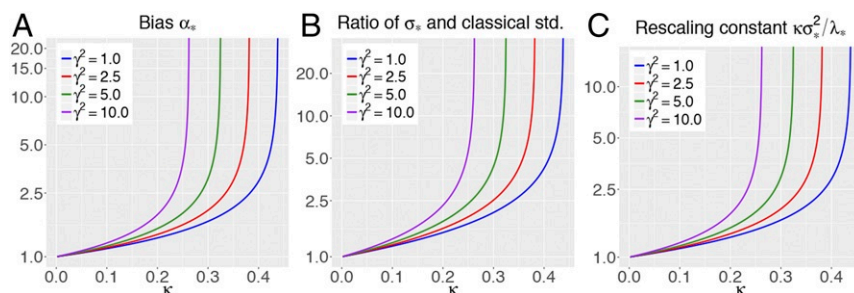 A
Bias α*
20.0
15.0
10.0
5.0
2.5
1.0
γ² = 1.0
γ² = 2.5
γ² = 5.0
γ² = 10.0
0.0 0.1 0.2 0.3 0.4
κ
B
Ratio of σ* and classical std.
20.0
10.0
5.0
2.5
1.0
γ² = 1.0
γ² = 2.5
γ² = 5.0
γ² = 10.0
0.0 0.1 0.2 0.3 0.4
κ
C
Rescaling constant κσ*²/λ*
10.0
5.0
2.5
1.0
γ² = 1.0
γ² = 2.5
γ² = 5.0
γ² = 10.0
0.0 0.1 0.2 0.3 0.4
κ